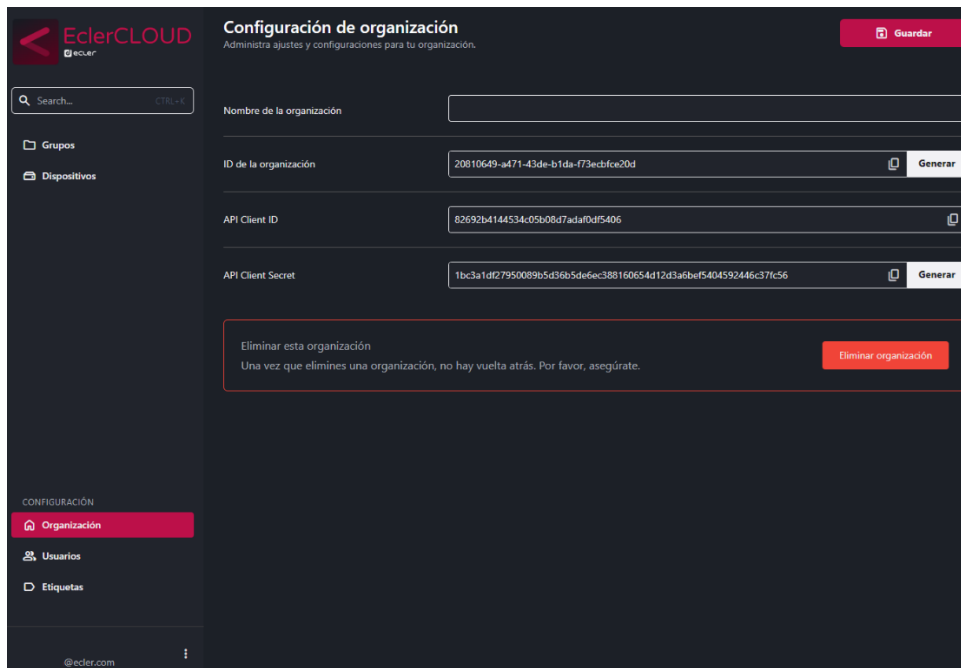 EclerCLOUD
ecler
Search... CTRL+K
Grupos
Dispositivos
CONFIGURACIÓN
Organización
Usuarios
Etiquetas
@ecler.com
Configuración de organización
Administra ajustes y configuraciones para tu organización.
Guardar
Nombre de la organización
ID de la organización
20810649-a471-43de-b1da-f73ecbfce20d
Generar
API Client ID
82692b4144534c05b08d7adaf0df5406
API Client Secret
1bc3a1df27950089b5d36b5de6ec388160654d12d3a6bef5404592446c37fc56
Generar
Eliminar esta organización
Una vez que elimines una organización, no hay vuelta atrás. Por favor, asegúrate.
Eliminar organización